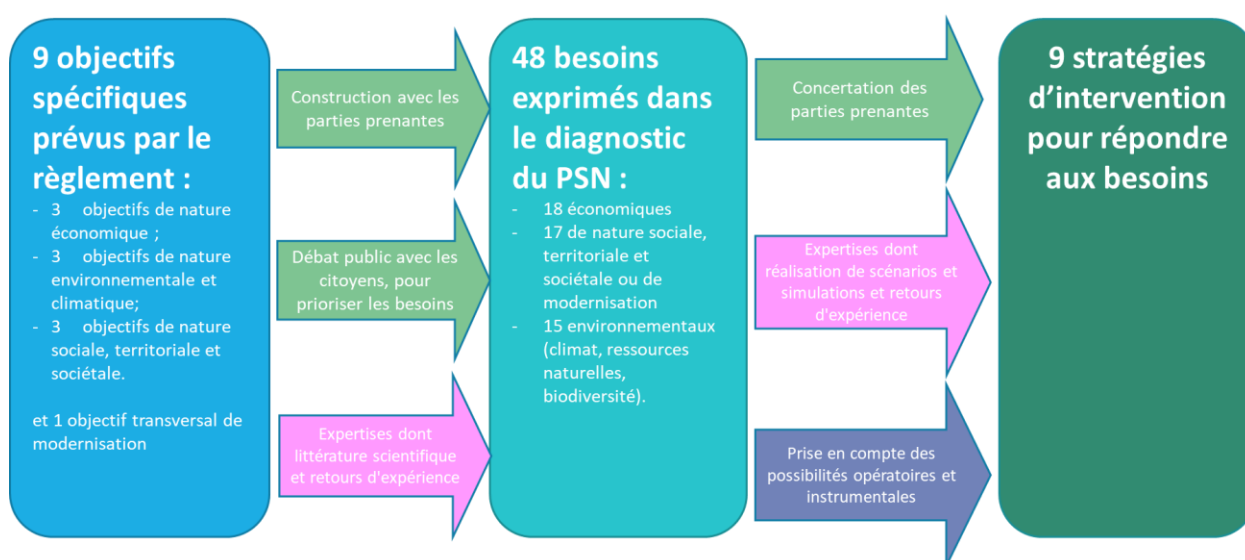 9 objectifs
spécifiques
prévus par le
règlement :
- 3 objectifs de nature
économique ;
- 3 objectifs de nature
environnementale et
climatique;
- 3 objectifs de nature
sociale, territoriale et
sociétale.
et 1 objectif transversal de
modernisation
Construction avec les
parties prenantes
Débat public avec les
citoyens, pour
prioriser les besoins
Expertises dont
littérature scientifique
et retours d'expérience
48 besoins
exprimés dans
le diagnostic
du PSN :
- 18 économiques
- 17 de nature sociale,
territoriale et
sociétale ou de
modernisation
- 15 environnementaux
(climat, ressources
naturelles,
biodiversité).
Concertation des
parties prenantes
Expertises dont
réalisation de scénarios et
simulations et retours
d'expérience
Prise en compte des
possibilités opératoires et
instrumentales
9 stratégies
d’intervention
pour répondre
aux besoins